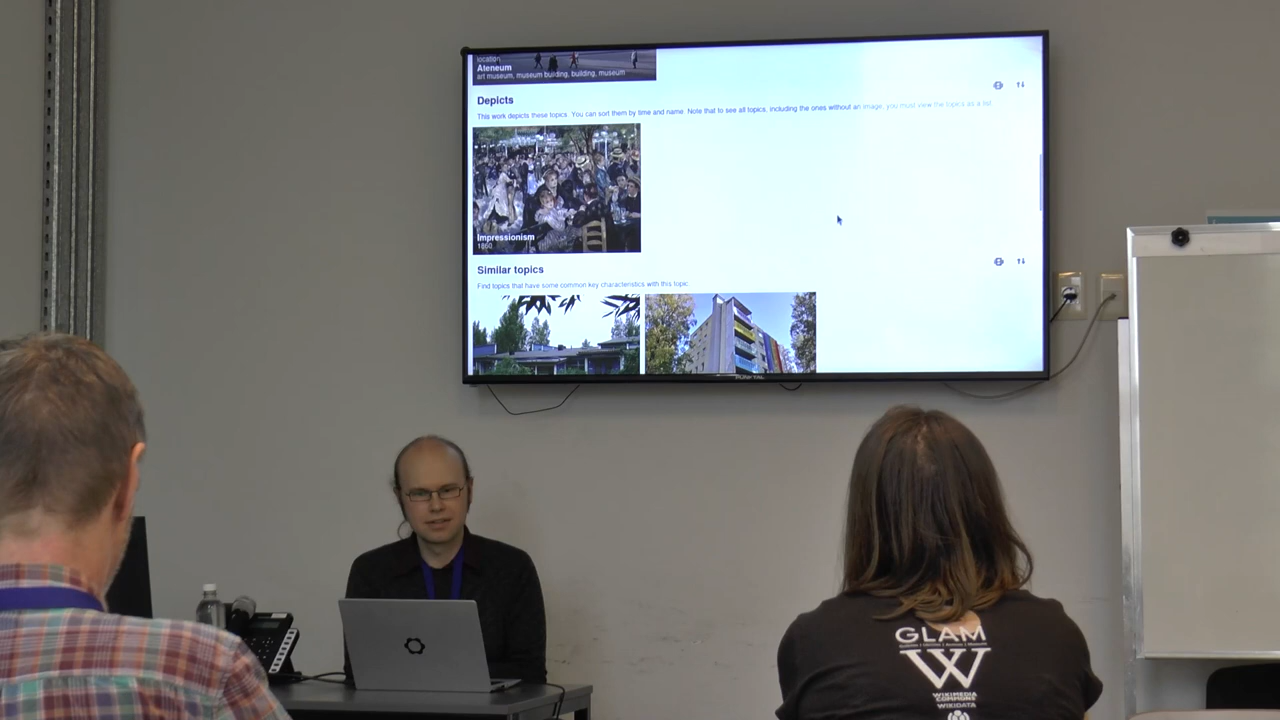 location
Ateneum
art museum, museum building, building, museum
Depicts
This work depicts these topics. You can sort them by time and name. Note that to see all topics, including the ones without an image, you must view the topics as a list.
Impressionism
1860
Similar topics
Find topics that have some common key characteristics with this topic
GLAM
W
WIKIMEDIA
COMMONS
WIKIDATA